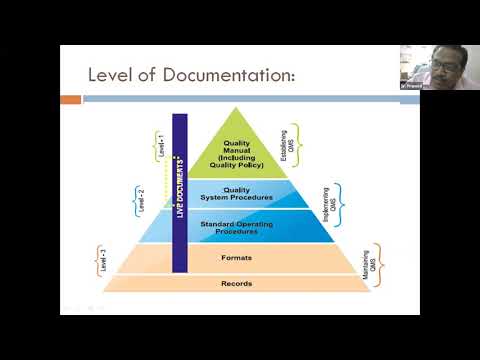 Level of Documentation:
Level - 1
LIVE DOCUMENTS
Quality
Manual
(Including
Quality Policy)
Establishing
QMS
Level - 2
Quality
System Procedures
Standard Operating
Procedures
Implementing
QMS
Level - 3
Formats
Records
Maintaining
QMS